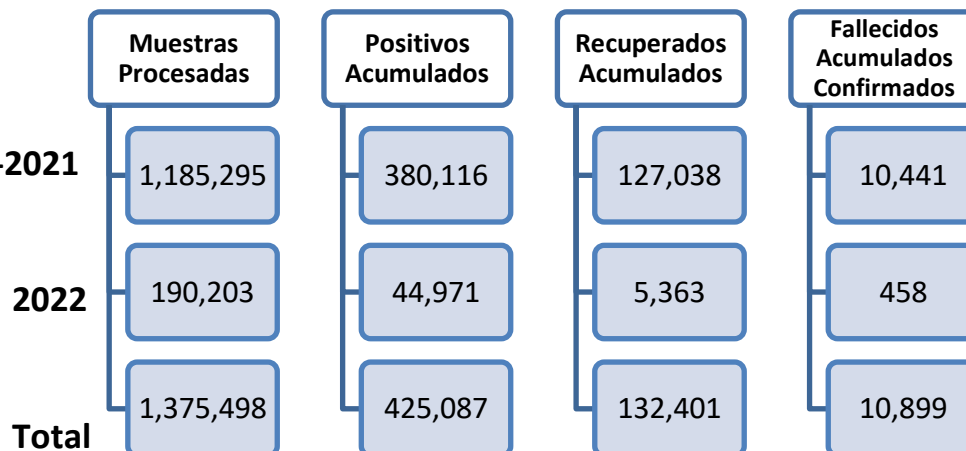 Muestras
Procesadas
Positivos
Acumulados
Recuperados
Acumulados
Fallecidos
Acumulados
Confirmados
-2021
1,185,295
380,116
127,038
10,441
2022
190,203
44,971
5,363
458
Total
1,375,498
425,087
132,401
10,899